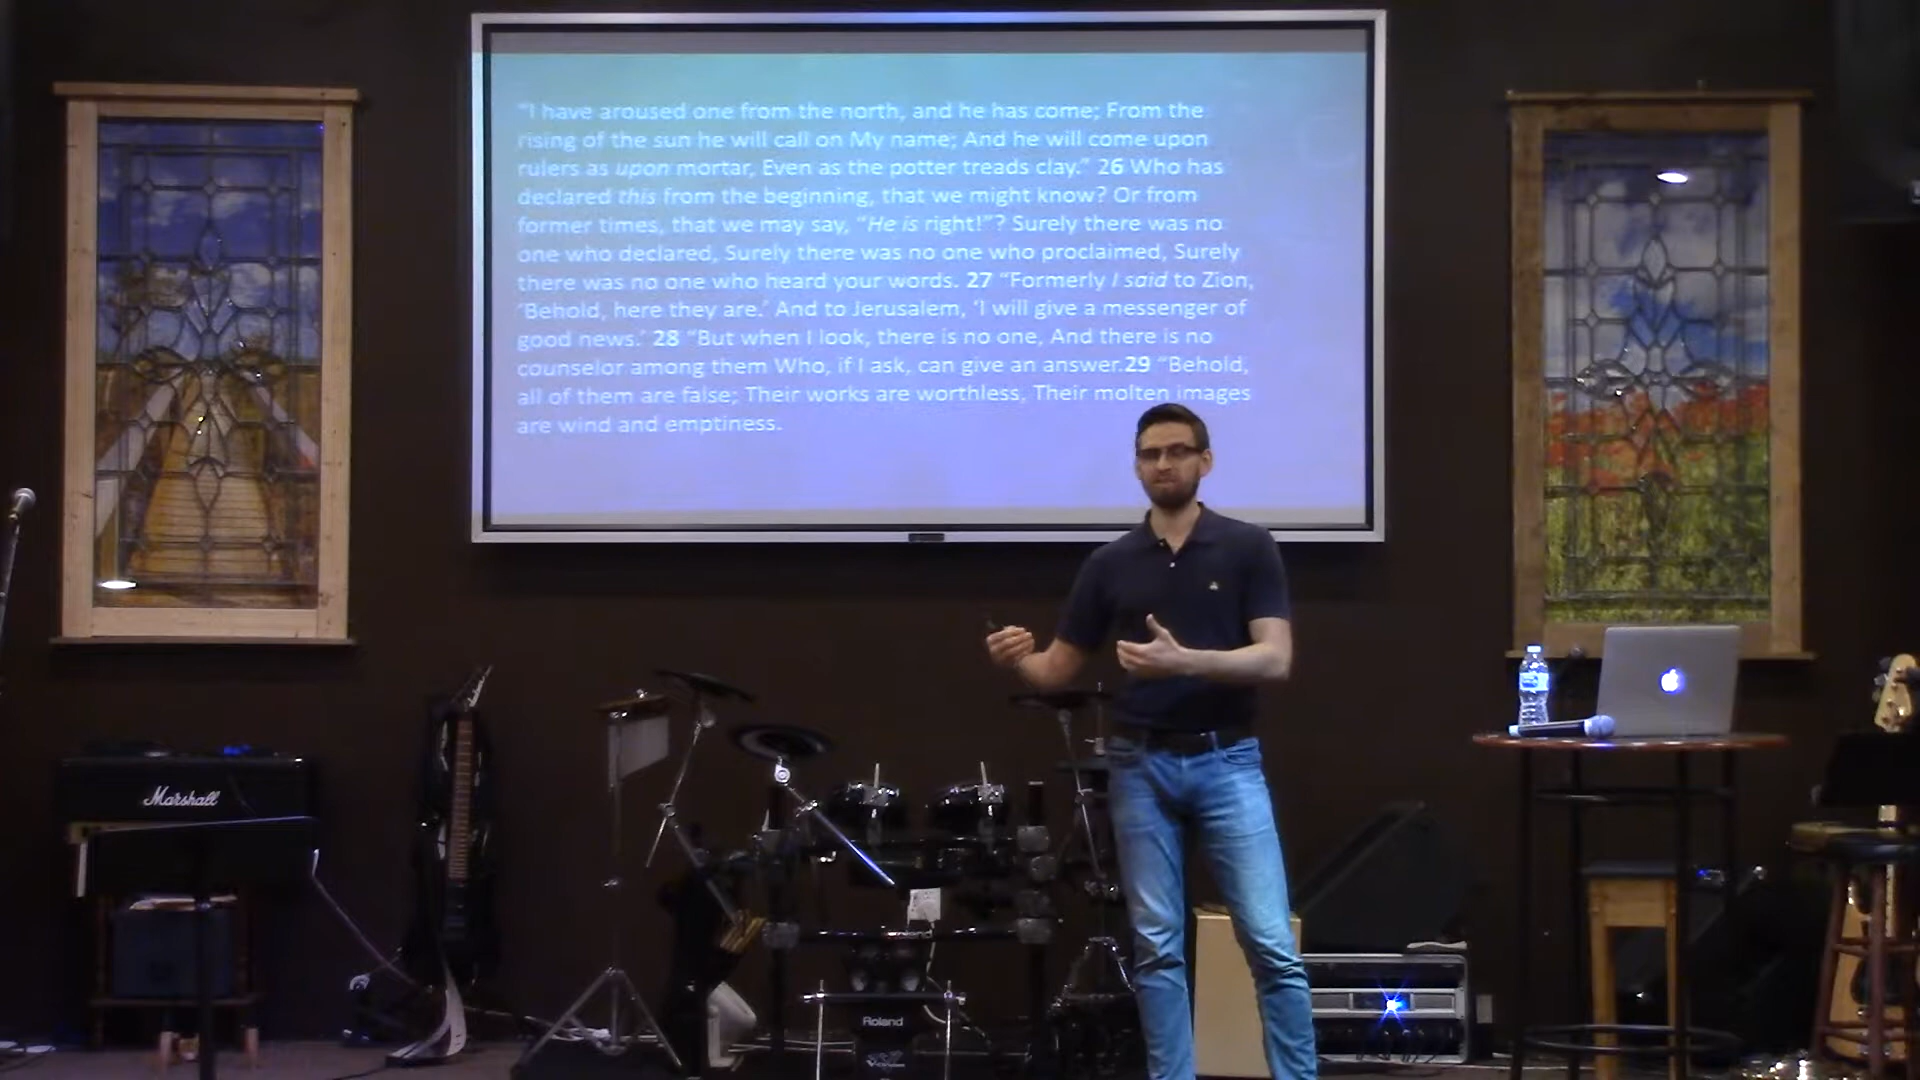 "I have aroused one from the north, and he has come; From the
rising of the sun he will call on My name; And he will come upon
rulers as upon mortar, Even as the potter treads clay." 26 Who has
declared this from the beginning, that we might know? Or from
former times, that we may say, "He is right!"? Surely there was no
one who declared, Surely there was no one who proclaimed, Surely
there was no one who heard your words. 27 "Formerly I said to Zion,
'Behold, here they are.' And to Jerusalem, 'I will give a messenger of
good news.' 28 "But when I look, there is no one, And there is no
counselor among them Who, if I ask, can give an answer.29 "Behold,
all of them are false; Their works are worthless, Their molten images
are wind and emptiness.
Marshall
Roland